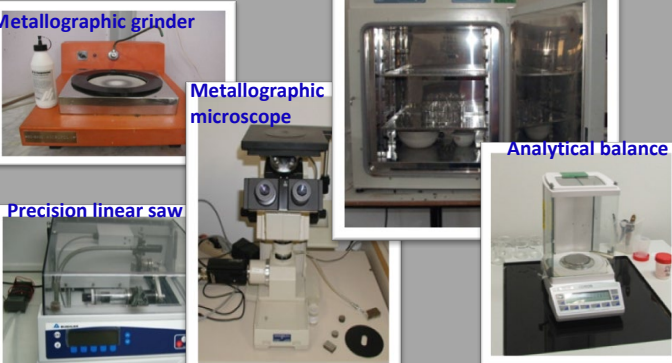 Metallographic grinder
Metallographic
microscope
Analytical balance
Precision linear saw